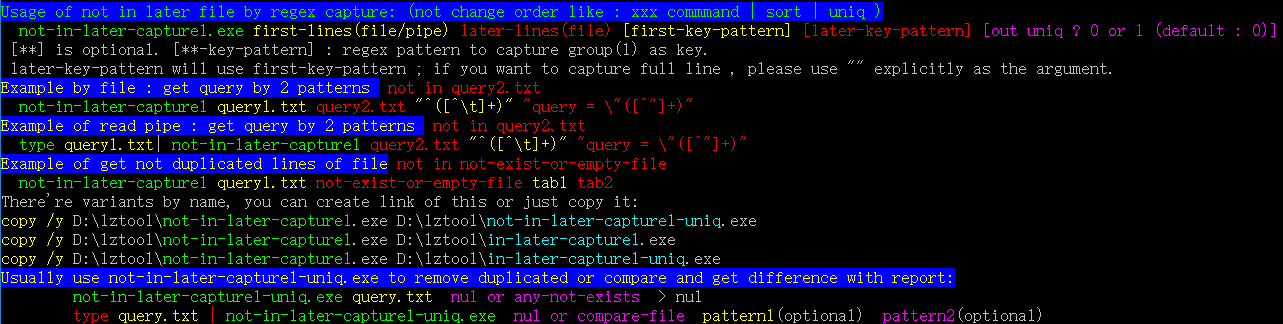 Usage of not in later file by regex capture: (not change order like : xxx commmand | sort | uniq )
not-in-later-capture1.exe first-lines(file/pipe) later-lines(file) [first-key-pattern] [later-key-pattern] [out uniq ? 0 or 1 (default : 0)]
[**] is optional. [**-key-pattern] : regex pattern to capture group(1) as key.
later-key-pattern will use first-key-pattern ; if you want to capture full line , please use "" explicitly as the argument.
Example by file : get query by 2 patterns  not in query2.txt
not-in-later-capture1 query1.txt query2.txt "^([^\t]+)" "query = \"([^"]+)"
Example of read pipe : get query by 2 patterns  not in query2.txt
type query1.txt| not-in-later-capture1 query2.txt "^([^\t]+)" "query = \"([^"]+)"
Example of get not duplicated lines of file not in not-exist-or-empty-file
not-in-later-capture1 query1.txt not-exist-or-empty-file tab1 tab2
There're variants by name, you can create link of this or just copy it:
copy /y D:\lztool\not-in-later-capture1.exe D:\lztool\not-in-later-capture1-uniq.exe
copy /y D:\lztool\not-in-later-capture1.exe D:\lztool\in-later-capture1.exe
copy /y D:\lztool\not-in-later-capture1.exe D:\lztool\in-later-capture1-uniq.exe
Usually use not-in-later-capture1-uniq.exe to remove duplicated or compare and get difference with report:
not-in-later-capture1-uniq.exe query.txt  nul or any-not-exists  > nul
type query.txt | not-in-later-capture1-uniq.exe  nul or compare-file  pattern1(optional)  pattern2(optional)